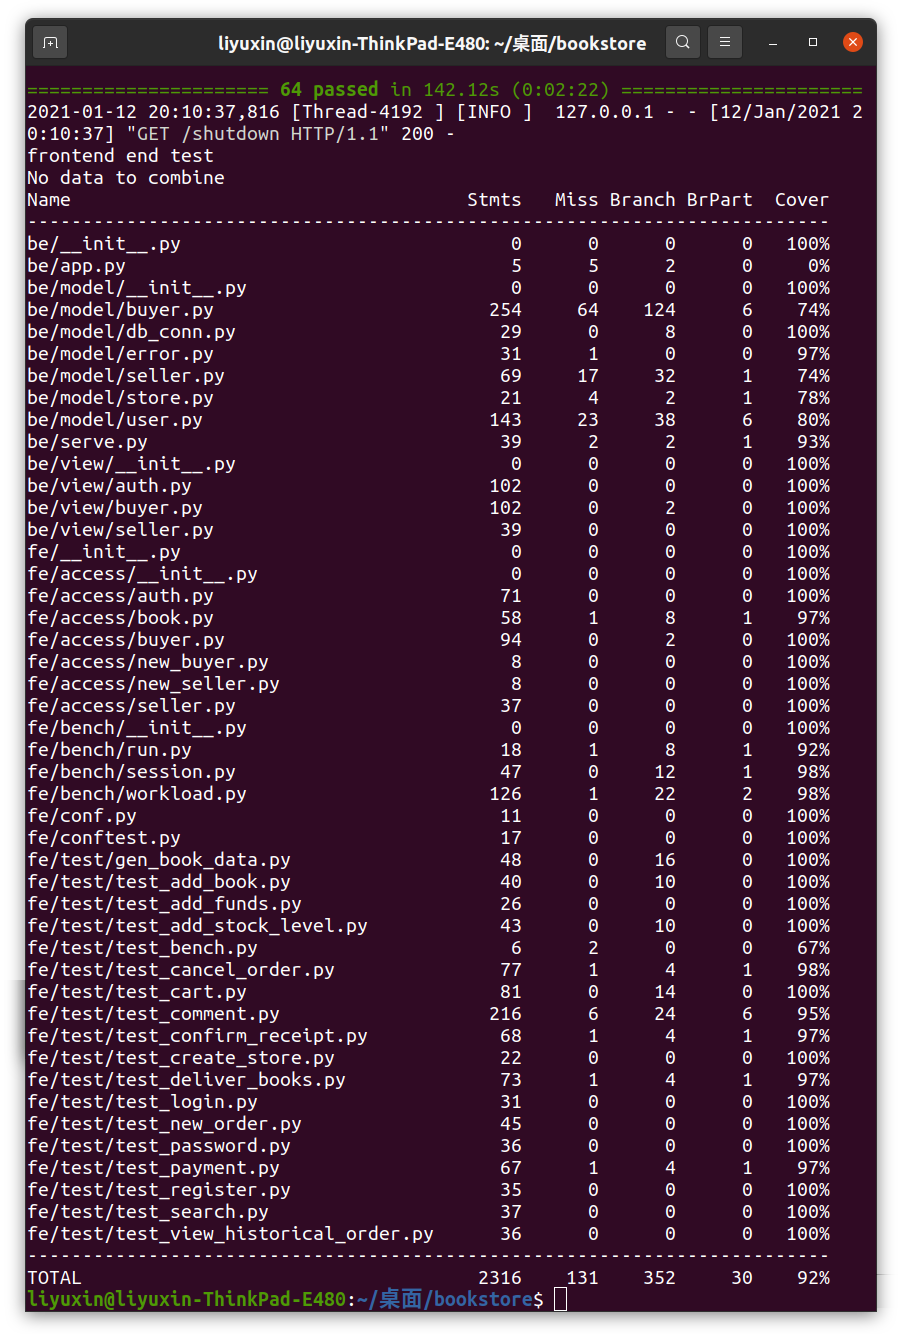 liyuxin@liyuxin-ThinkPad-E480: ~/桌面/bookstore
====================== 64 passed in 142.12s (0:02:22) ======================
2021-01-12 20:10:37,816 [Thread-4192 ] [INFO ]  127.0.0.1 - - [12/Jan/2021 2
0:10:37] "GET /shutdown HTTP/1.1" 200 -
frontend end test
No data to combine
Name                                    Stmts   Miss Branch BrPart  Cover
-------------------------------------------------------------------------
be/__init__.py                              0      0      0      0   100%
be/app.py                                   5      5      2      0     0%
be/model/__init__.py                        0      0      0      0   100%
be/model/buyer.py                         254     64    124      6    74%
be/model/db_conn.py                        29      0      8      0   100%
be/model/error.py                          31      1      0      0    97%
be/model/seller.py                         69     17     32      1    74%
be/model/store.py                          21      4      2      1    78%
be/model/user.py                          143     23     38      6    80%
be/serve.py                                39      2      2      1    93%
be/view/__init__.py                         0      0      0      0   100%
be/view/auth.py                           102      0      0      0   100%
be/view/buyer.py                          102      0      2      0   100%
be/view/seller.py                          39      0      0      0   100%
fe/__init__.py                              0      0      0      0   100%
fe/access/__init__.py                       0      0      0      0   100%
fe/access/auth.py                          71      0      0      0   100%
fe/access/book.py                          58      1      8      1    97%
fe/access/buyer.py                         94      0      2      0   100%
fe/access/new_buyer.py                      8      0      0      0   100%
fe/access/new_seller.py                     8      0      0      0   100%
fe/access/seller.py                        37      0      0      0   100%
fe/bench/__init__.py                        0      0      0      0   100%
fe/bench/run.py                            18      1      8      1    92%
fe/bench/session.py                        47      0     12      1    98%
fe/bench/workload.py                      126      1     22      2    98%
fe/conf.py                                 11      0      0      0   100%
fe/conftest.py                             17      0      0      0   100%
fe/test/gen_book_data.py                   48      0     16      0   100%
fe/test/test_add_book.py                   40      0     10      0   100%
fe/test/test_add_funds.py                  26      0      0      0   100%
fe/test/test_add_stock_level.py            43      0     10      0   100%
fe/test/test_bench.py                       6      2      0      0    67%
fe/test/test_cancel_order.py               77      1      4      1    98%
fe/test/test_cart.py                       81      0     14      0   100%
fe/test/test_comment.py                   216      6     24      6    95%
fe/test/test_confirm_receipt.py            68      1      4      1    97%
fe/test/test_create_store.py               22      0      0      0   100%
fe/test/test_deliver_books.py              73      1      4      1    97%
fe/test/test_login.py                      31      0      0      0   100%
fe/test/test_new_order.py                  45      0      0      0   100%
fe/test/test_password.py                   36      0      0      0   100%
fe/test/test_payment.py                    67      1      4      1    97%
fe/test/test_register.py                   35      0      0      0   100%
fe/test/test_search.py                     37      0      0      0   100%
fe/test/test_view_historical_order.py      36      0      0      0   100%
-------------------------------------------------------------------------
TOTAL                                    2316    131    352     30    92%
liyuxin@liyuxin-ThinkPad-E480:~/桌面/bookstore$